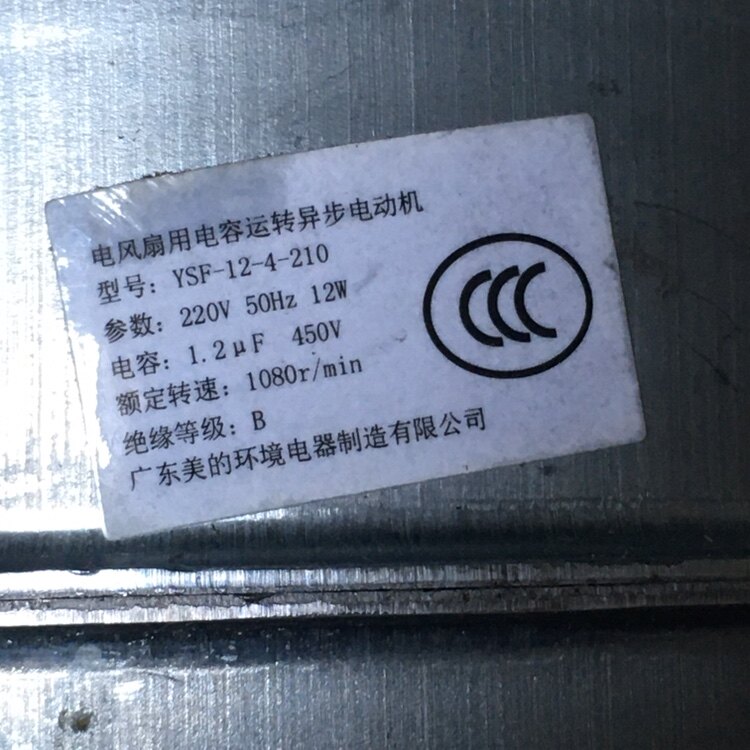 电风扇用电容运转异步电动机
型号：YSF-12-4-210
参数：220V 50Hz 12W
电容：1.2μF 450V
额定转速：1080r/min
绝缘等级：B
广东美的环境电器制造有限公司
CCC